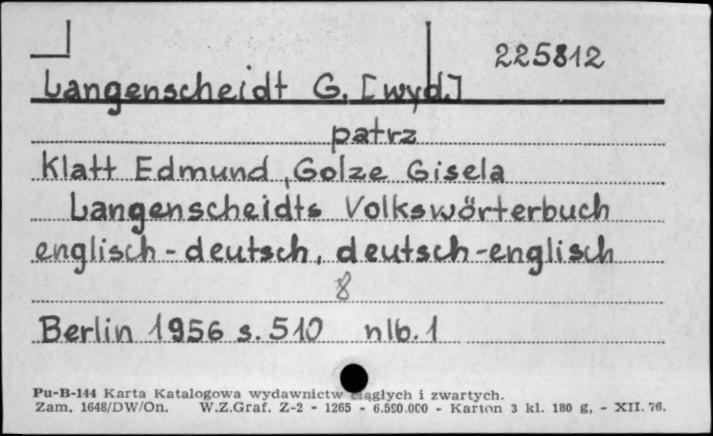 225812
Langenscheidt G. [wyd.]
patrz
Klatt Edmund, Golze Gisela
Langenscheidts Volkswörterbuch
englisch-deutsch, deutsch-englisch
8
Berlin 1956 s. 510 nlb. 1
Pu-B-144 Karta Katalogowa wydawnictw ciągłych i zwartych.
Zam. 1648/DW/On. W.Z.Graf. Z-2 - 1265 - 6.590.000 - Karton 3 kl. 180 g, - XII. 76.